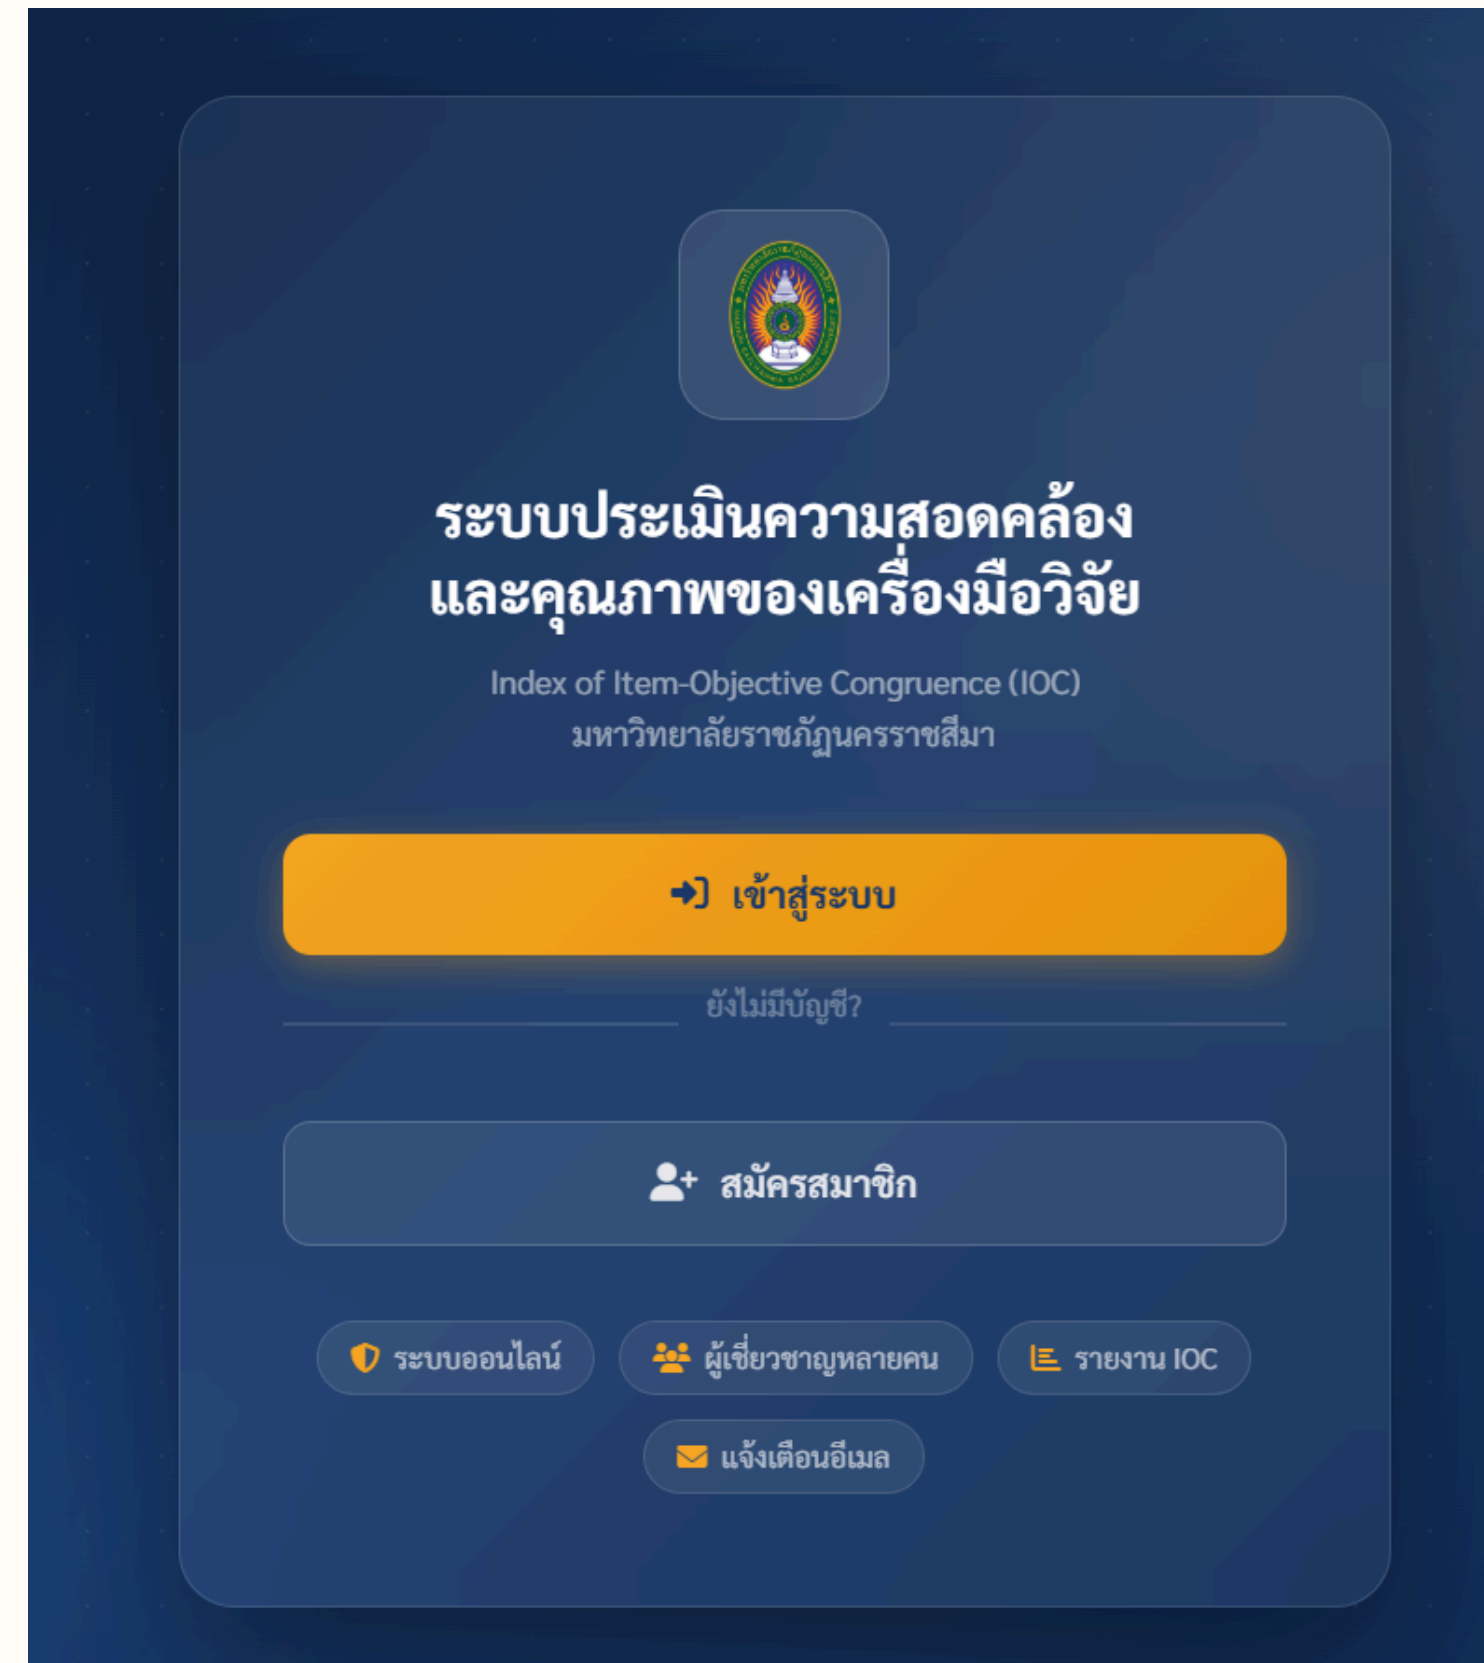 ระบบประเมินความสอดคล้อง
และคุณภาพของเครื่องมือวิจัย
Index of Item-Objective Congruence (IOC)
มหาวิทยาลัยราชภัฏนครราชสีมา
เข้าสู่ระบบ
ยังไม่มีบัญชี?
สมัครสมาชิก
ระบบออนไลน์
ผู้เชี่ยวชาญหลายคน
รายงาน IOC
แจ้งเตือนอีเมล